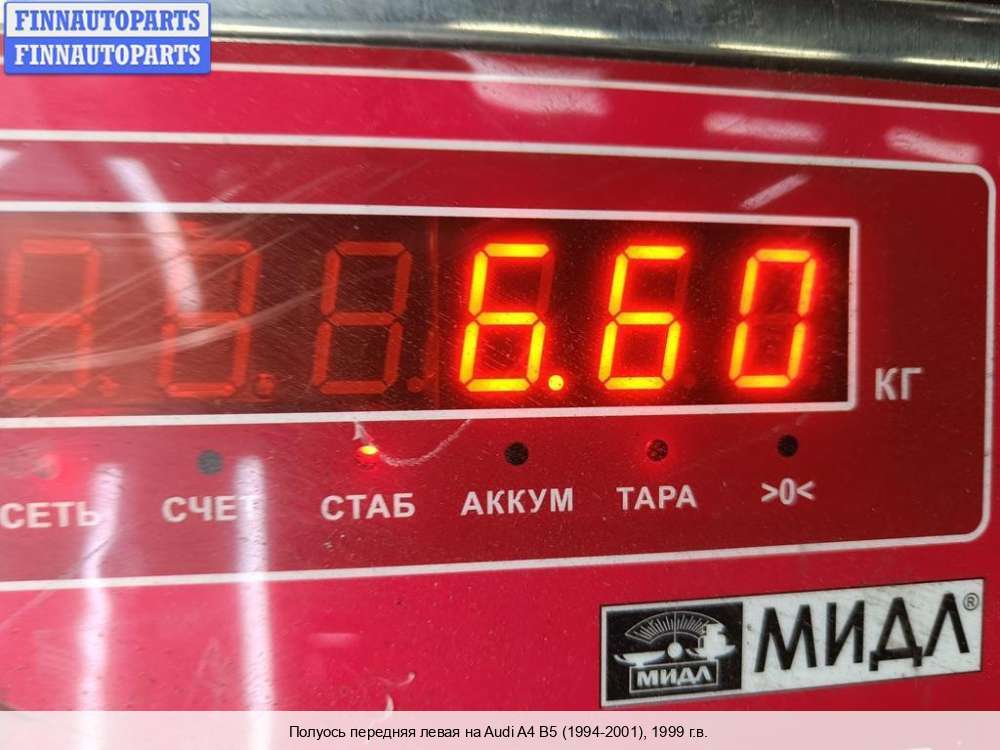 FINNAUTOPARTS
FINNAUTOPARTS
6.60
КГ
СЕТЬ СЧЕТ СТАБ АККУМ ТАРА >0<
МИДЛ МИДЛ®
Полуось передняя левая на Audi A4 B5 (1994-2001), 1999 г.в.